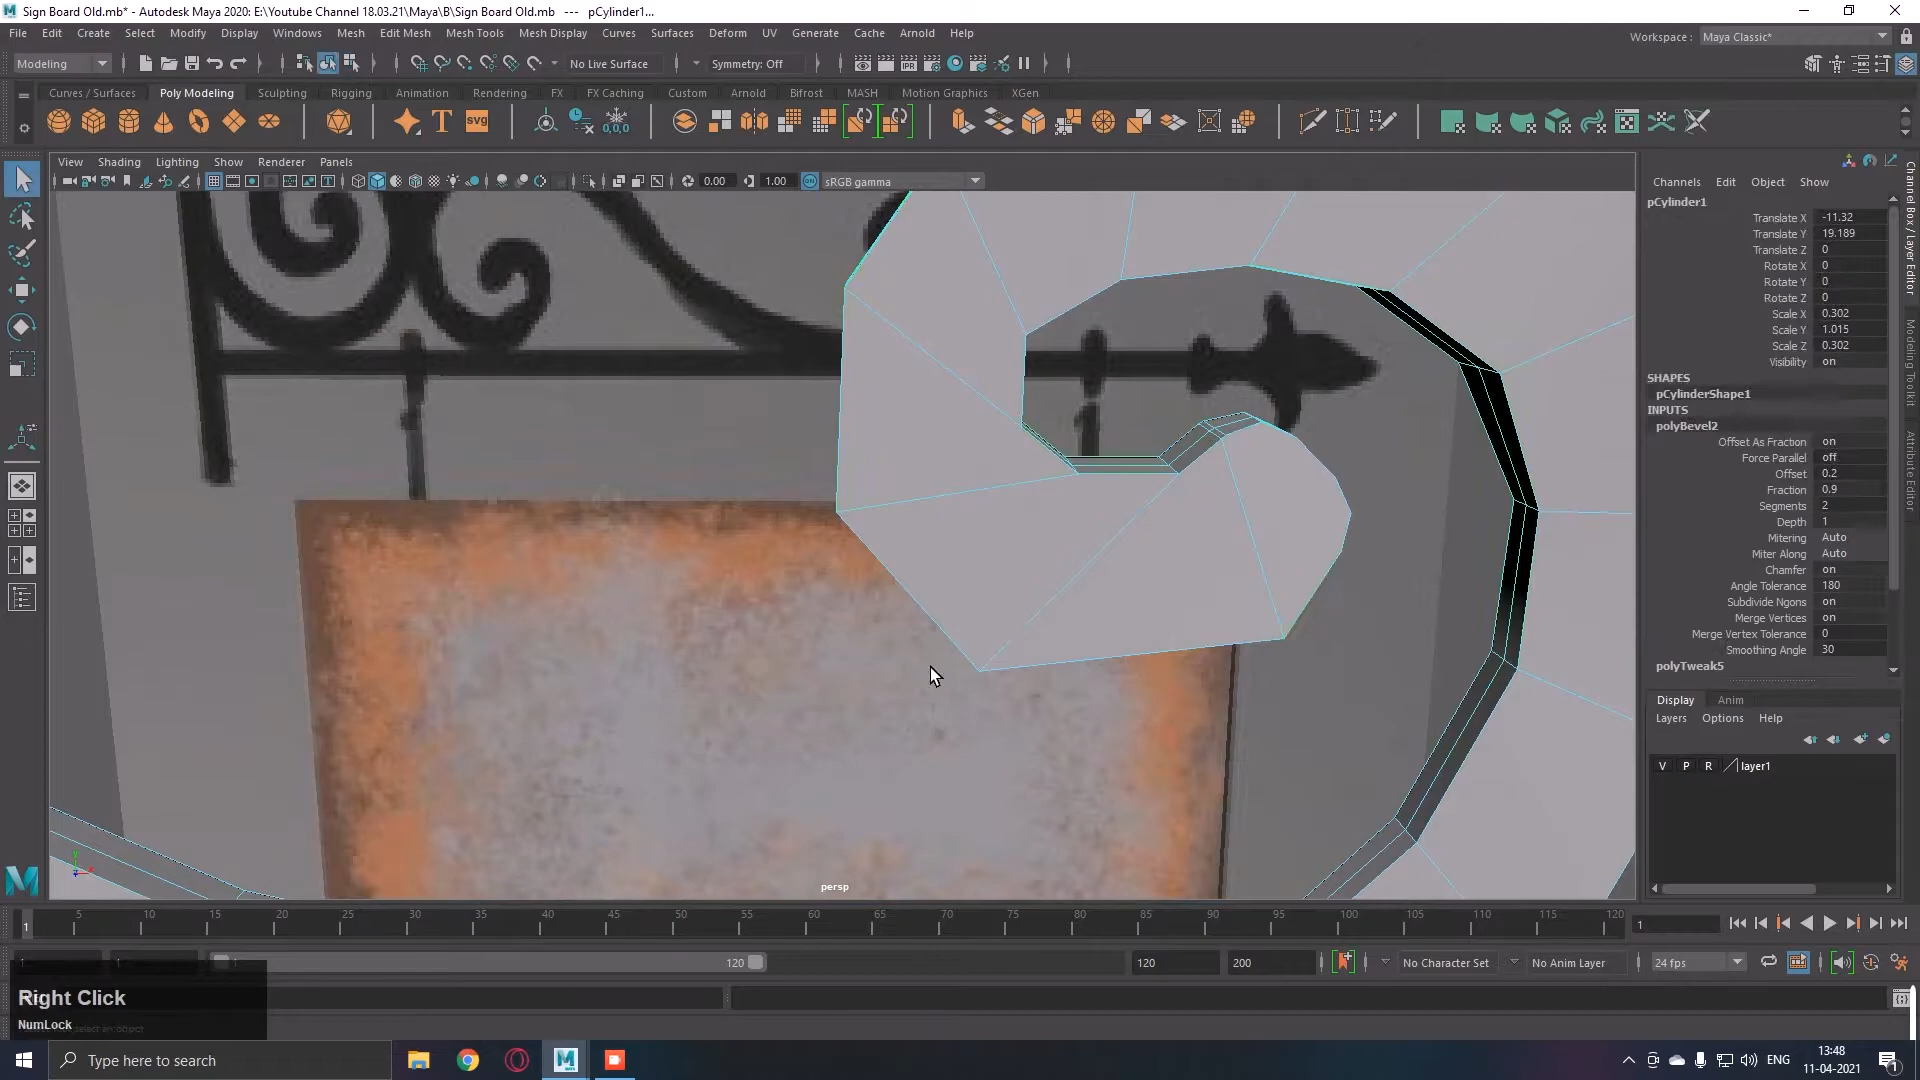 Sign Board Old.mb* - Autodesk Maya 2020: E:\Youtube Channel 18.03.21\Maya\B\Sign Board Old.mb   ---   pCylinder1...
File Edit Create Select Modify Display Windows Mesh Edit Mesh Mesh Tools Mesh Display Curves Surfaces Deform UV Generate Cache Arnold Help
Workspace : Maya Classic*
Modeling No Live Surface Symmetry: Off
Curves / Surfaces Poly Modeling Sculpting Rigging Animation Rendering FX FX Caching Custom Arnold Bifrost MASH Motion Graphics XGen
View Shading Lighting Show Renderer Panels
0.00 1.00 sRGB gamma
Channels Edit Object Show
pCylinder1
Translate X -11.32
Translate Y 19.189
Translate Z 0
Rotate X 0
Rotate Y 0
Rotate Z 0
Scale X 0.302
Scale Y 1.015
Scale Z 0.302
Visibility on
SHAPES
pCylinderShape1
INPUTS
polyBevel2
Offset As Fraction on
Force Parallel off
Offset 0.2
Fraction 0.9
Segments 2
Depth 1
Mitering Auto
Miter Along Auto
Chamfer on
Angle Tolerance 180
Subdivide Ngons on
Merge Vertices on
Merge Vertex Tolerance 0
Smoothing Angle 30
polyTweak5
Display Anim
Layers Options Help
V P R layer1
Channel Box / Layer Editor
Modeling Toolkit
Attribute Editor
persp
1 5 10 15 20 25 30 35 40 45 50 55 60 65 70 75 80 85 90 95 100 105 110 115 120
1
120 120 200 No Character Set No Anim Layer 24 fps
Right Click
NumLock
Type here to search
ENG
13:48
11-04-2021